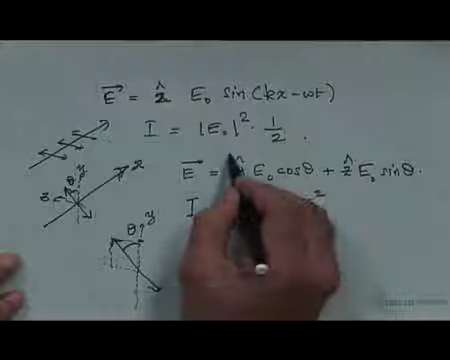 E⃗ = ẑ E₀ sin(kx - ωt)
I = |E₀|² · 1/2 .
E⃗ = E₀ cosθ + ẑ E₀ sinθ.
I
x
θ
θ y